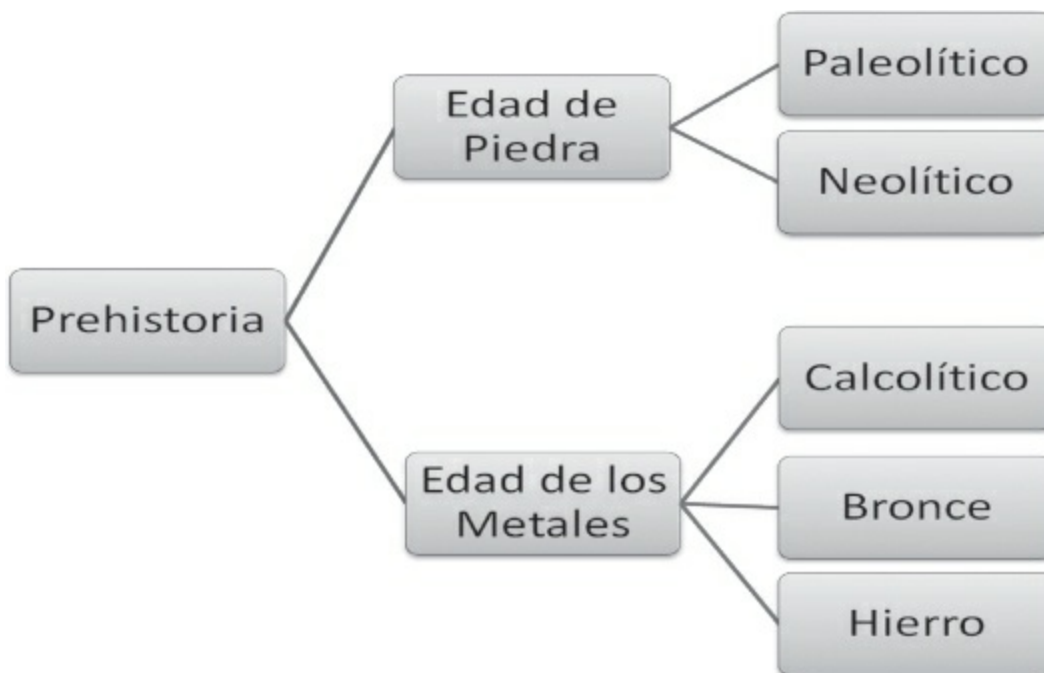 Prehistoria
Edad de
Piedra
Paleolítico
Neolítico
Edad de los
Metales
Calcolítico
Bronce
Hierro